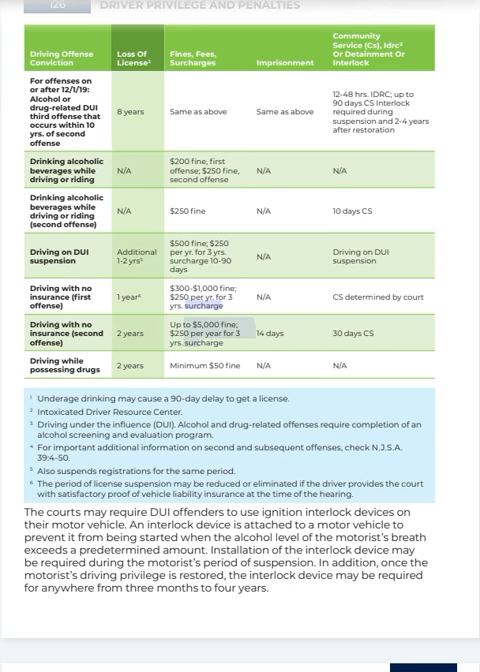 126 DRIVER PRIVILEGE AND PENALTIES
Driving Offense
Conviction
Loss Of
License¹
Fines, Fees,
Surcharges
Imprisonment
Community
Service (Cs), Idrc²
Or Detainment Or
Interlock
For offenses on
or after 12/1/19:
Alcohol or
drug-related DUI
third offense that
occurs within 10
yrs. of second
offense
8 years
Same as above
Same as above
12-48 hrs. IDRC; up to
90 days CS Interlock
required during
suspension and 2-4 years
after restoration
Drinking alcoholic
beverages while
driving or riding
N/A
$200 fine, first
offense; $250 fine,
second offense
N/A
N/A
Drinking alcoholic
beverages while
driving or riding
(second offense)
N/A
$250 fine
N/A
10 days CS
Driving on DUI
suspension
Additional
1-2 yrs⁵
$500 fine; $250
per yr. for 3 yrs.
surcharge 10-90
days
N/A
Driving on DUI
suspension
Driving with no
insurance (first
offense)
1 year⁶
$300-$1,000 fine;
$250 per yr. for 3
yrs. surcharge
N/A
CS determined by court
Driving with no
insurance (second
offense)
2 years
Up to $5,000 fine;
$250 per year for 3
yrs. surcharge
14 days
30 days CS
Driving while
possessing drugs
2 years
Minimum $50 fine
N/A
N/A
¹ Underage drinking may cause a 90-day delay to get a license.
² Intoxicated Driver Resource Center.
³ Driving under the influence (DUI). Alcohol and drug-related offenses require completion of an
alcohol screening and evaluation program.
⁴ For important additional information on second and subsequent offenses, check N.J.S.A.
39:4-50.
⁵ Also suspends registrations for the same period.
⁶ The period of license suspension may be reduced or eliminated if the driver provides the court
with satisfactory proof of vehicle liability insurance at the time of the hearing.
The courts may require DUI offenders to use ignition interlock devices on
their motor vehicle. An interlock device is attached to a motor vehicle to
prevent it from being started when the alcohol level of the motorist's breath
exceeds a predetermined amount. Installation of the interlock device may
be required during the motorist's period of suspension. In addition, once the
motorist's driving privilege is restored, the interlock device may be required
for anywhere from three months to four years.